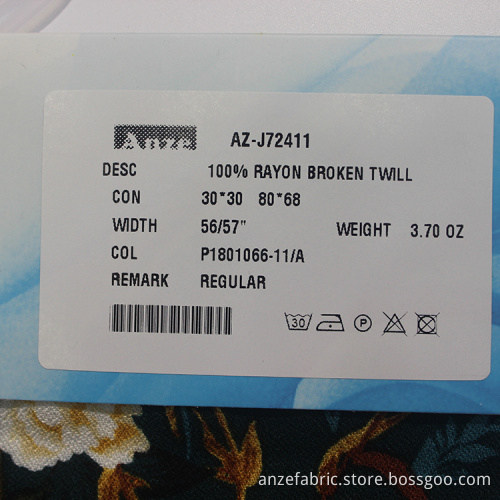 Anze AZ-J72411
DESC 100% RAYON BROKEN TWILL
CON 30*30 80*68
WIDTH 56/57" WEIGHT 3.70 OZ
COL P1801066-11/A
REMARK REGULAR
30 P
anzefabric.store.bossgoo.com